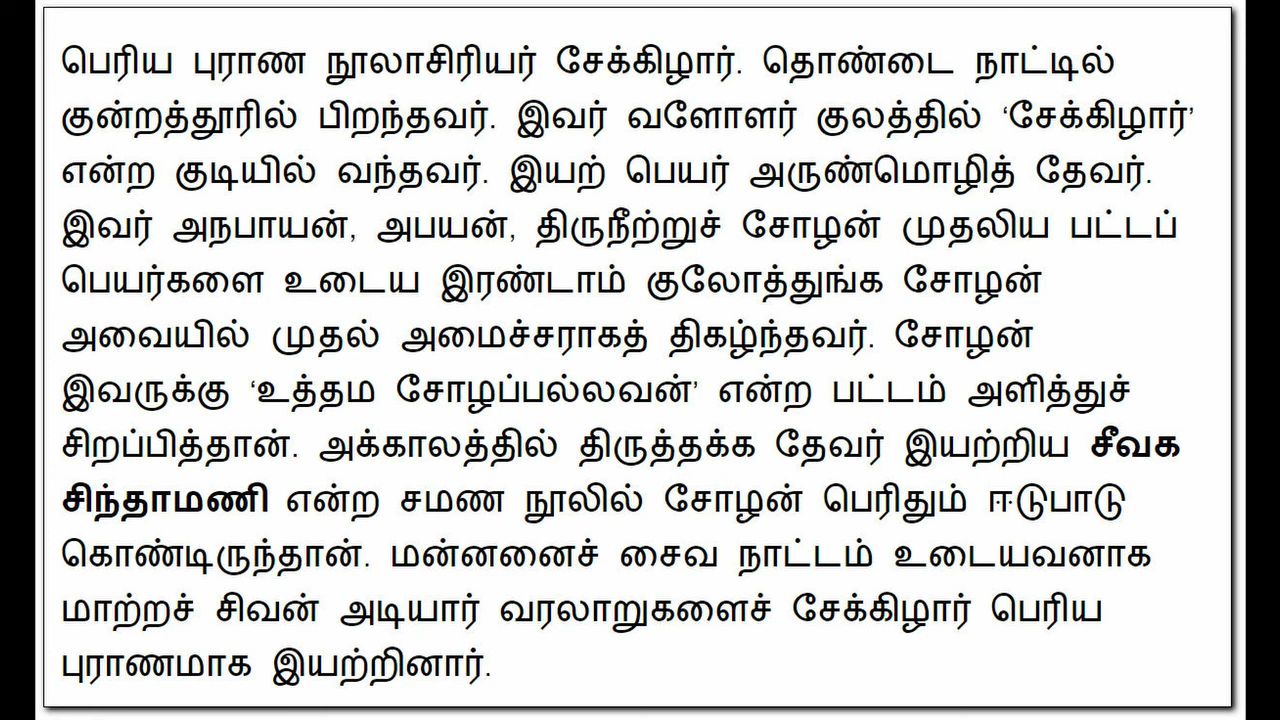 பெரிய புராண நூலாசிரியர் சேக்கிழார். தொண்டை நாட்டில்
குன்றத்தூரில் பிறந்தவர். இவர் வளோளர் குலத்தில் ‘சேக்கிழார்’
என்ற குடியில் வந்தவர். இயற் பெயர் அருண்மொழித் தேவர்.
இவர் அநபாயன், அபயன், திருநீற்றுச் சோழன் முதலிய பட்டப்
பெயர்களை உடைய இரண்டாம் குலோத்துங்க சோழன்
அவையில் முதல் அமைச்சராகத் திகழ்ந்தவர். சோழன்
இவருக்கு ‘உத்தம சோழப்பல்லவன்’ என்ற பட்டம் அளித்துச்
சிறப்பித்தான். அக்காலத்தில் திருத்தக்க தேவர் இயற்றிய சீவக
சிந்தாமணி என்ற சமண நூலில் சோழன் பெரிதும் ஈடுபாடு
கொண்டிருந்தான். மன்னனைச் சைவ நாட்டம் உடையவனாக
மாற்றச் சிவன் அடியார் வரலாறுகளைச் சேக்கிழார் பெரிய
புராணமாக இயற்றினார்.